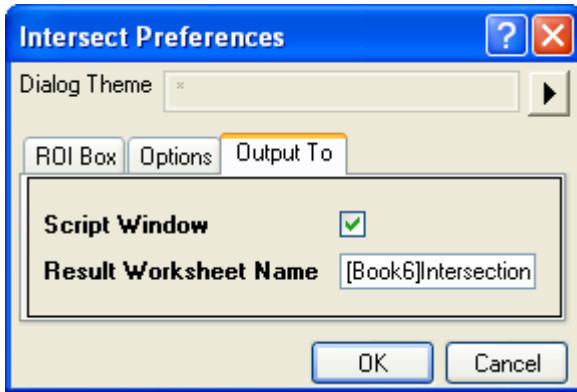 Intersect Preferences
Dialog Theme *
ROI Box Options Output To
Script Window
Result Worksheet Name [Book6]Intersection
OK Cancel